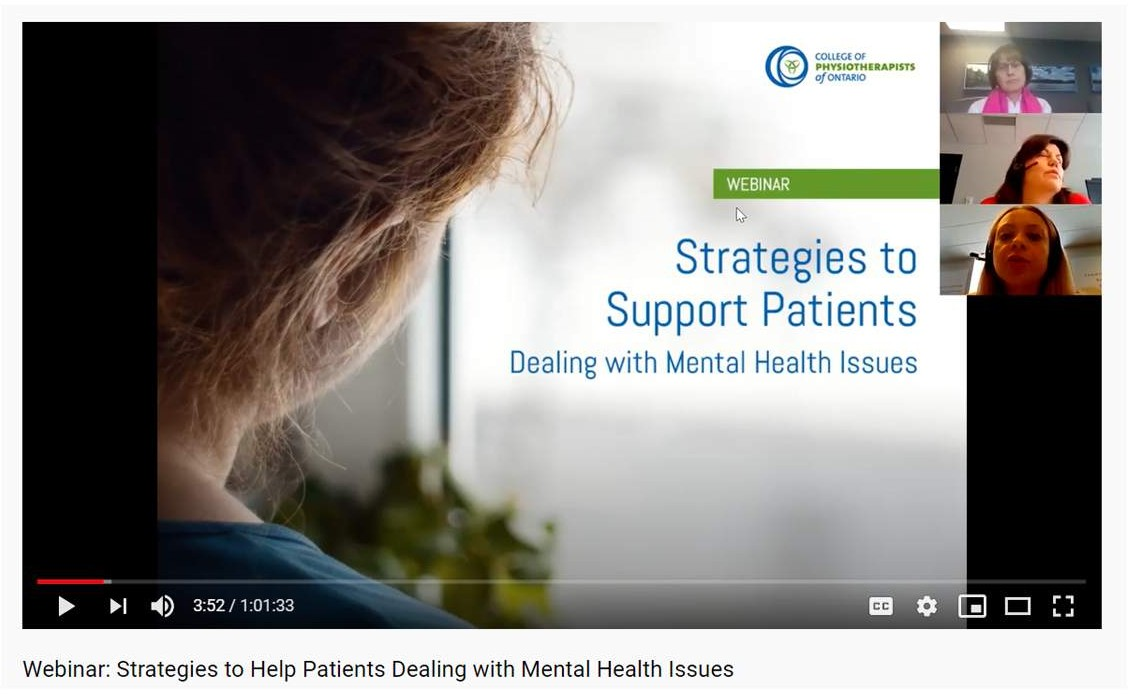 COLLEGE OF
PHYSIOTHERAPISTS
of ONTARIO
WEBINAR
Strategies to
Support Patients
Dealing with Mental Health Issues
3:52 / 1:01:33
CC
Webinar: Strategies to Help Patients Dealing with Mental Health Issues